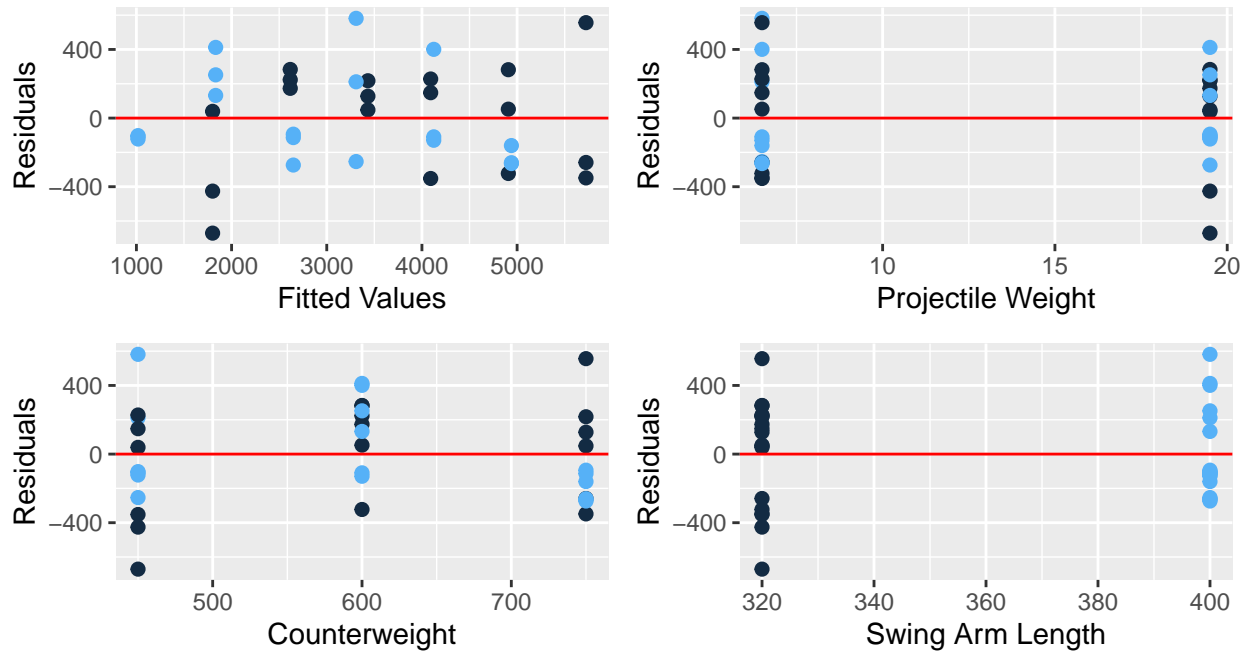 Residuals
400
0
−400
1000 2000 3000 4000 5000
Fitted Values
Residuals
400
0
−400
10 15 20
Projectile Weight
Residuals
400
0
−400
500 600 700
Counterweight
Residuals
400
0
−400
320 340 360 380 400
Swing Arm Length